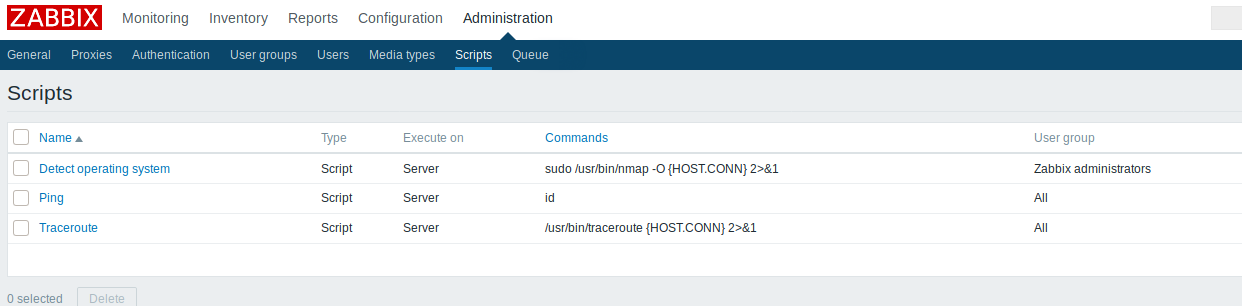 ZABBIX Monitoring Inventory Reports Configuration Administration
General Proxies Authentication User groups Users Media types Scripts Queue
Scripts
Name Type Execute on Commands User group
Detect operating system Script Server sudo /usr/bin/nmap -O {HOST.CONN} 2>&1 Zabbix administrators
Ping Script Server id All
Traceroute Script Server /usr/bin/traceroute {HOST.CONN} 2>&1 All
0 selected Delete